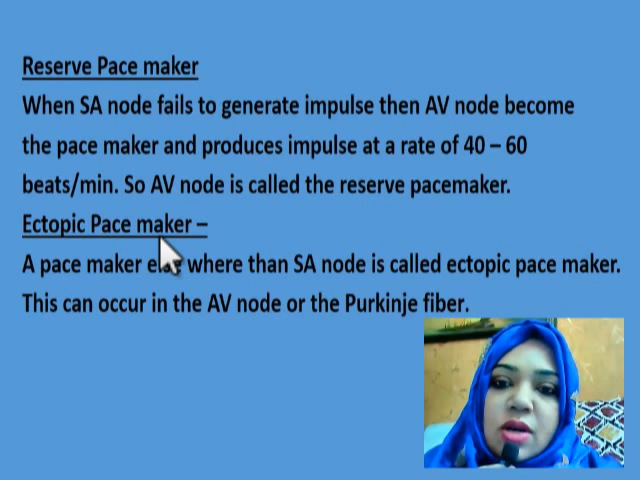 Reserve Pace maker
When SA node fails to generate impulse then AV node become
the pace maker and produces impulse at a rate of 40 – 60
beats/min. So AV node is called the reserve pacemaker.
Ectopic Pace maker –
A pace maker else where than SA node is called ectopic pace maker.
This can occur in the AV node or the Purkinje fiber.